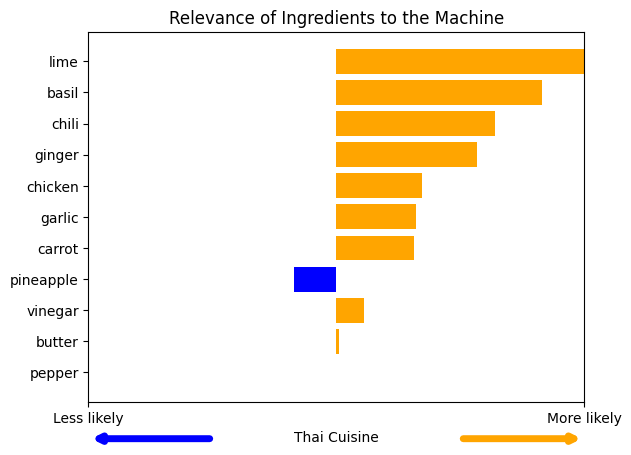 Relevance of Ingredients to the Machine
lime
basil
chili
ginger
chicken
garlic
carrot
pineapple
vinegar
butter
pepper
Less likely
More likely
Thai Cuisine